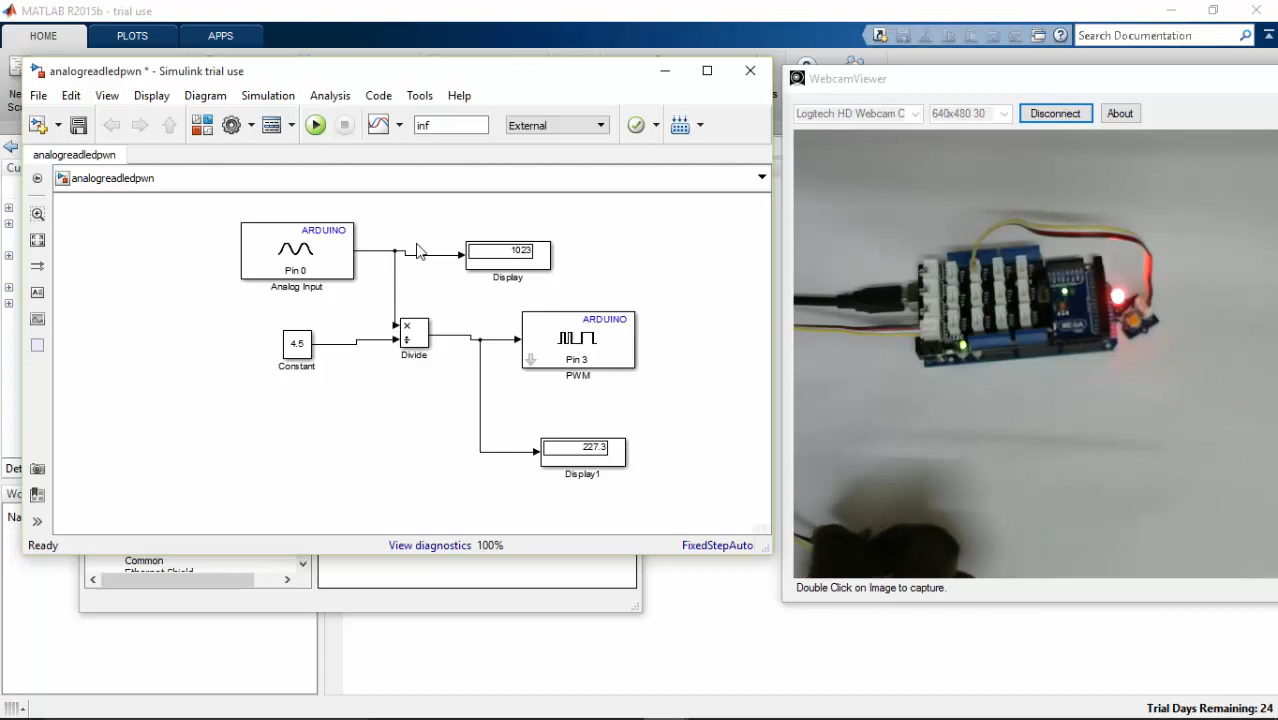 MATLAB R2015b - trial use
HOME
PLOTS
APPS
Search Documentation
analogreadledpwn * - Simulink trial use
File Edit View Display Diagram Simulation Analysis Code Tools Help
inf
External
analogreadledpwn
analogreadledpwn
ARDUINO
Pin 0
Analog Input
1023
Display
4.5
Constant
Divide
ARDUINO
Pin 3
PWM
227.3
Display1
Ready
View diagnostics 100%
FixedStepAuto
Common
WebcamViewer
Logitech HD Webcam C
640x480 30
Disconnect
About
Double Click on Image to capture.
Trial Days Remaining: 24